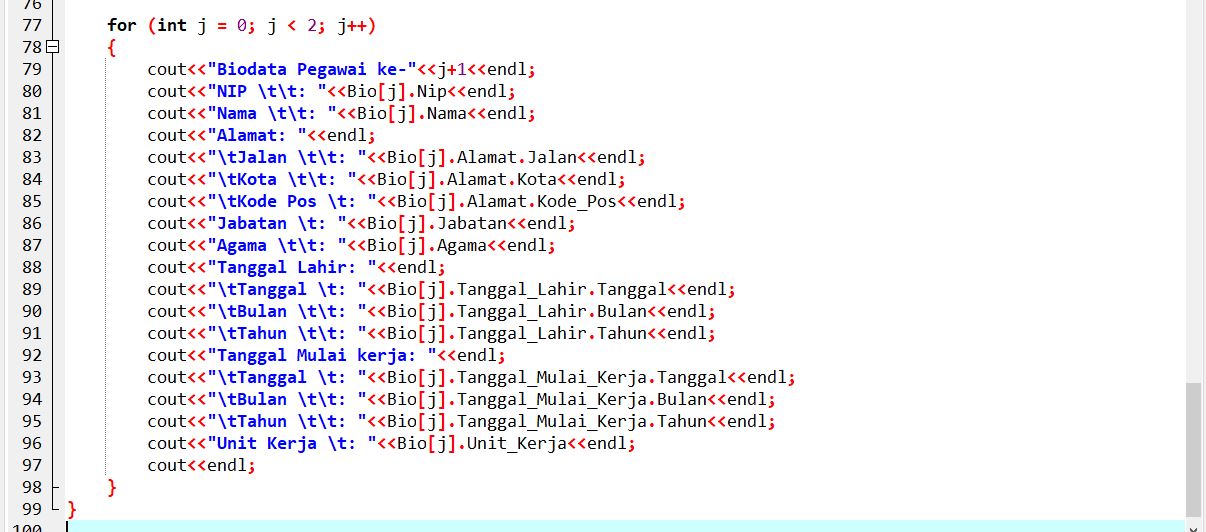 76
77 for (int j = 0; j < 2; j++)
78 {
79 cout<<"Biodata Pegawai ke-"<<j+1<<endl;
80 cout<<"NIP \t\t: "<<Bio[j].Nip<<endl;
81 cout<<"Nama \t\t: "<<Bio[j].Nama<<endl;
82 cout<<"Alamat: "<<endl;
83 cout<<"\tJalan \t\t: "<<Bio[j].Alamat.Jalan<<endl;
84 cout<<"\tKota \t\t: "<<Bio[j].Alamat.Kota<<endl;
85 cout<<"\tKode Pos \t: "<<Bio[j].Alamat.Kode_Pos<<endl;
86 cout<<"Jabatan \t: "<<Bio[j].Jabatan<<endl;
87 cout<<"Agama \t\t: "<<Bio[j].Agama<<endl;
88 cout<<"Tanggal Lahir: "<<endl;
89 cout<<"\tTanggal \t: "<<Bio[j].Tanggal_Lahir.Tanggal<<endl;
90 cout<<"\tBulan \t\t: "<<Bio[j].Tanggal_Lahir.Bulan<<endl;
91 cout<<"\tTahun \t\t: "<<Bio[j].Tanggal_Lahir.Tahun<<endl;
92 cout<<"Tanggal Mulai kerja: "<<endl;
93 cout<<"\tTanggal \t: "<<Bio[j].Tanggal_Mulai_Kerja.Tanggal<<endl;
94 cout<<"\tBulan \t\t: "<<Bio[j].Tanggal_Mulai_Kerja.Bulan<<endl;
95 cout<<"\tTahun \t\t: "<<Bio[j].Tanggal_Mulai_Kerja.Tahun<<endl;
96 cout<<"Unit Kerja \t: "<<Bio[j].Unit_Kerja<<endl;
97 cout<<endl;
98 }
99 }
100